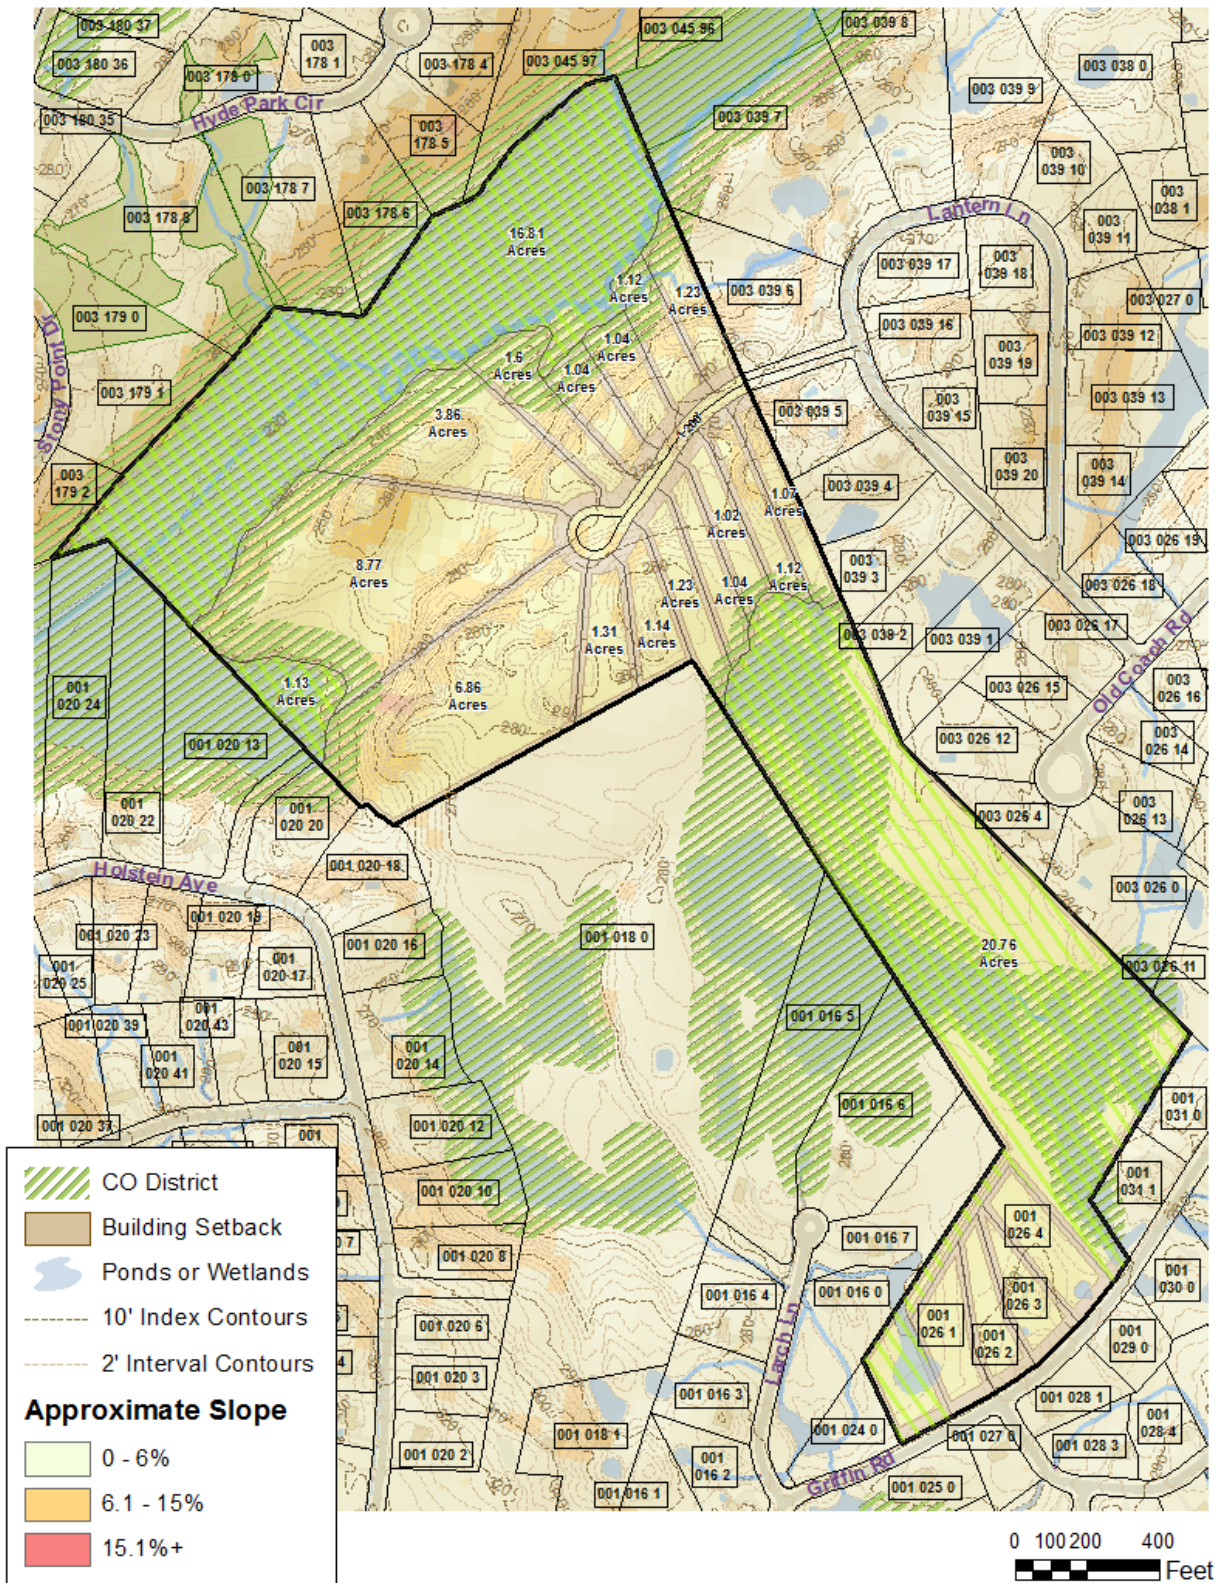 003 180 37
003 180 36
003 180 35
003 178 0
003
178 1
003 178 4
003 045 97
003 045 96
003 039 8
003 038 0
003 039 9
003 039 7
Hyde Park Cir
003
178 5
003 178 7
003 178 8
003 178 6
003
039 10
003
038 1
Lantern Ln
003
039 11
003 039 17
003
039 18
003 027 0
003 039 6
003 039 16
003 039 12
003
039 19
003 179 0
Stony Point Dr
003 179 1
003
179 2
16.81
Acres
1.12
Acres
1.23
Acres
1.04
Acres
1.04
Acres
1.6
Acres
3.86
Acres
8.77
Acres
003 039 5
003
039 15
003 039 13
003
039 20
003
039 14
003 039 4
003 026 19
003
039 3
003 026 18
003 026 17
003 039 2
003 039 1
Old Coach Rd
003 026 15
003
026 16
003 026 12
003
026 14
003 026 4
003
026 13
003 026 0
003 026 11
1.07
Acres
1.02
Acres
1.12
Acres
1.04
Acres
1.23
Acres
1.14
Acres
1.31
Acres
6.86
Acres
1.13
Acres
20.76
Acres
001
020 24
001 020 13
001
020 22
001
020 20
001 020 18
Holstein Ave
001 020 19
001 020 23
001
020 25
001
020 17
001 020 16
001 018 0
001 020 39
001
020 43
001
020 41
001
020 15
001
020 14
001 020 37
001 020 12
001 020 10
001 020 8
001 020 6
001 020 3
001 020 2
001 016 5
001 016 6
001 016 7
001 016 4
001 016 0
001 016 3
001
016 2
001 016 1
001 018 1
Larch Ln
Griffin Rd
001 024 0
001 025 0
001 027 0
001
026 4
001
026 3
001
026 1
001
026 2
001
031 0
001
031 1
001
030 0
001
029 0
001 028 1
001
028 4
001 028 3
CO District
Building Setback
Ponds or Wetlands
10' Index Contours
2' Interval Contours
Approximate Slope
0 - 6%
6.1 - 15%
15.1%+
0 100 200 400
Feet